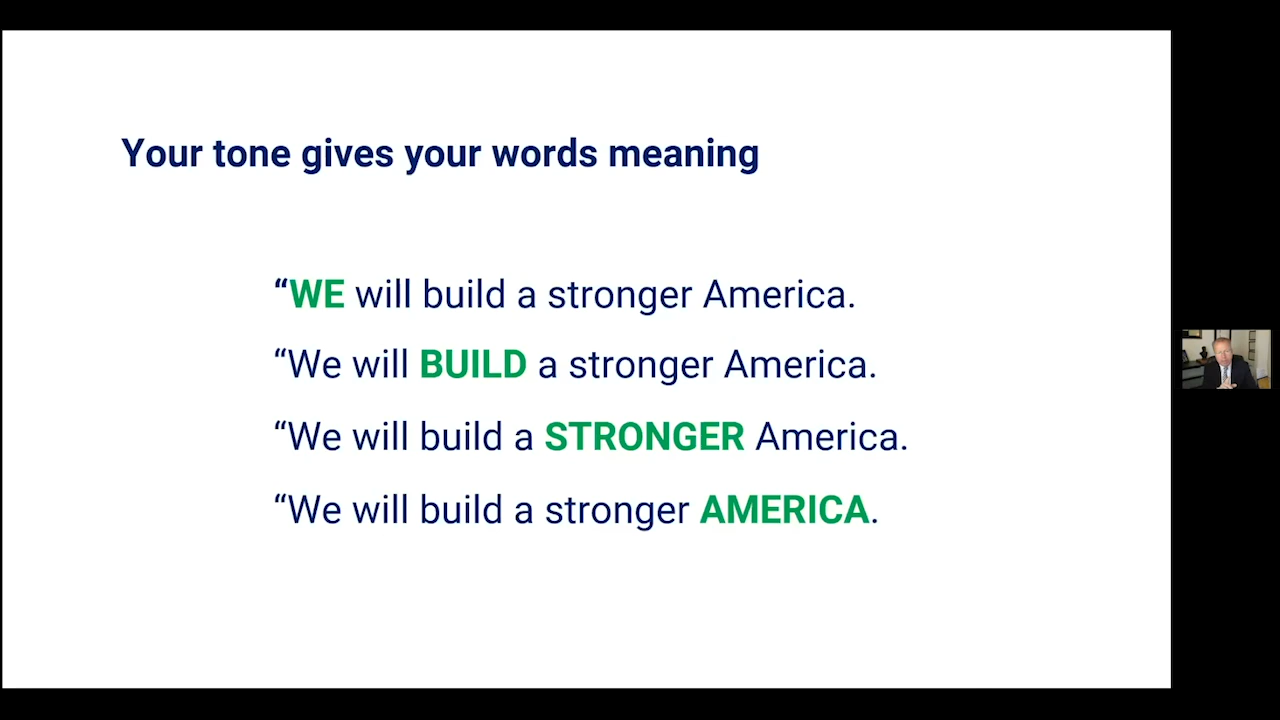 Your tone gives your words meaning
“WE will build a stronger America.
“We will BUILD a stronger America.
“We will build a STRONGER America.
“We will build a stronger AMERICA.